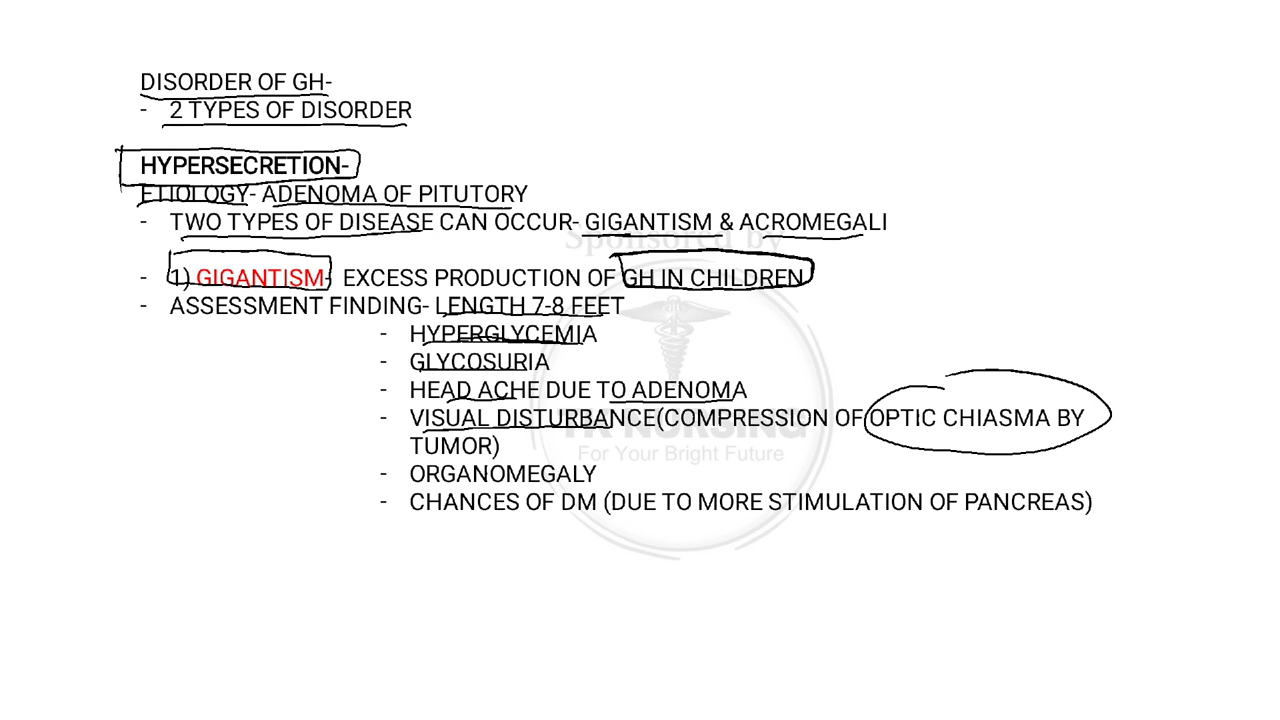 DISORDER OF GH-
- 2 TYPES OF DISORDER
HYPERSECRETION-
ETIOLOGY- ADENOMA OF PITUTORY
- TWO TYPES OF DISEASE CAN OCCUR- GIGANTISM & ACROMEGALI
Sponsored by
- 1) GIGANTISM- EXCESS PRODUCTION OF GH IN CHILDREN
- ASSESSMENT FINDING- LENGTH 7-8 FEET
- HYPERGLYCEMIA
- GLYCOSURIA
- HEAD ACHE DUE TO ADENOMA
- VISUAL DISTURBANCE(COMPRESSION OF OPTIC CHIASMA BY
NURSING
TUMOR)
For Your Bright Future
- ORGANOMEGALY
- CHANCES OF DM (DUE TO MORE STIMULATION OF PANCREAS)